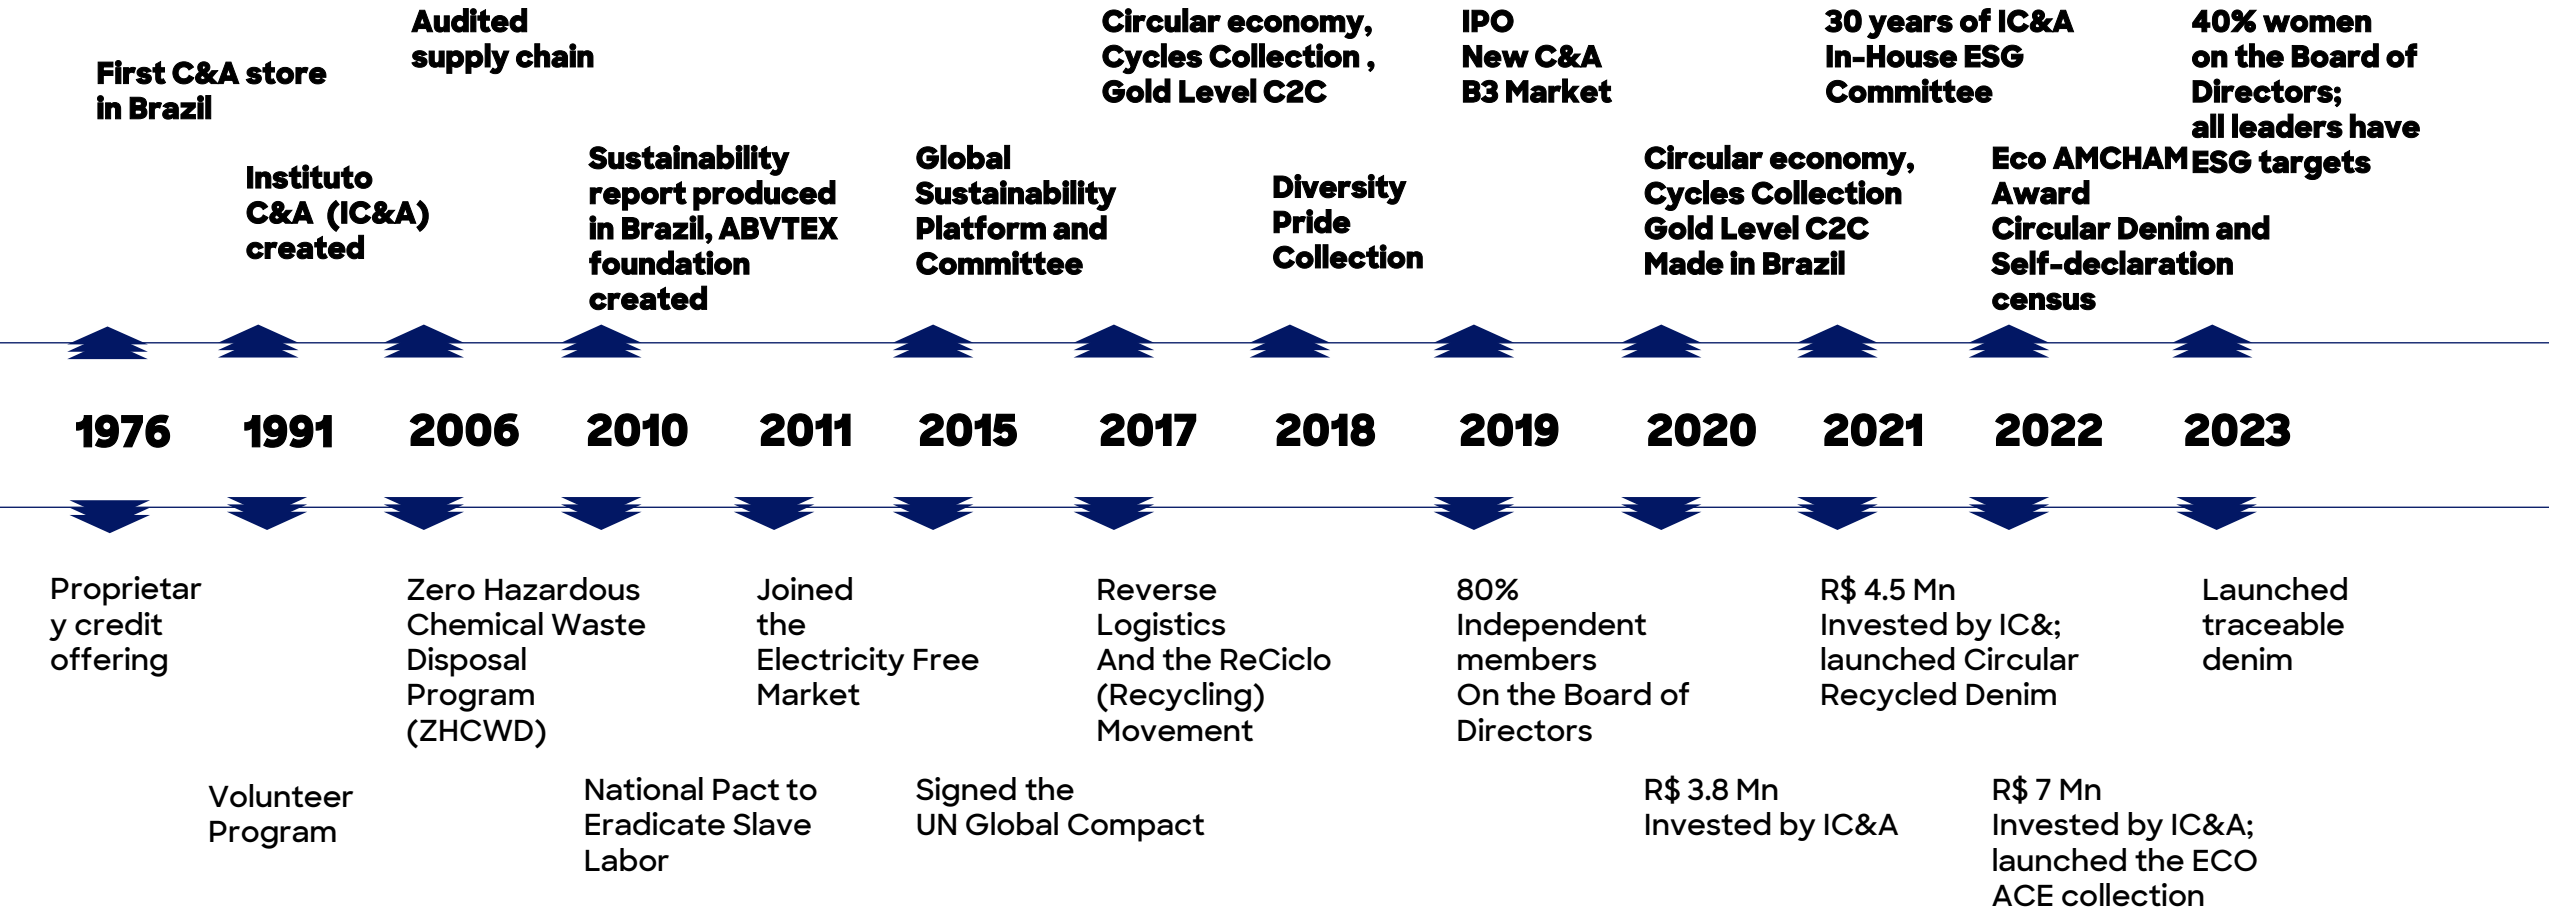 First C&A store
in Brazil
Instituto
C&A (IC&A)
created
Audited
supply chain
Sustainability
report produced
in Brazil, ABVTEX
foundation
created
Global
Sustainability
Platform and
Committee
Circular economy,
Cycles Collection ,
Gold Level C2C
Diversity
Pride
Collection
IPO
New C&A
B3 Market
Circular economy,
Cycles Collection
Gold Level C2C
Made in Brazil
30 years of IC&A
In-House ESG
Committee
Eco AMCHAM
Award
Circular Denim and
Self-declaration
census
40% women
on the Board of
Directors;
all leaders have
ESG targets
1976 1991 2006 2010 2011 2015 2017 2018 2019 2020 2021 2022 2023
Proprietar
y credit
offering
Volunteer
Program
Zero Hazardous
Chemical Waste
Disposal
Program
(ZHCWD)
National Pact to
Eradicate Slave
Labor
Joined
the
Electricity Free
Market
Signed the
UN Global Compact
Reverse
Logistics
And the ReCiclo
(Recycling)
Movement
80%
Independent
members
On the Board of
Directors
R$ 3.8 Mn
Invested by IC&A
R$ 4.5 Mn
Invested by IC&;
launched Circular
Recycled Denim
R$ 7 Mn
Invested by IC&A;
launched the ECO
ACE collection
Launched
traceable
denim